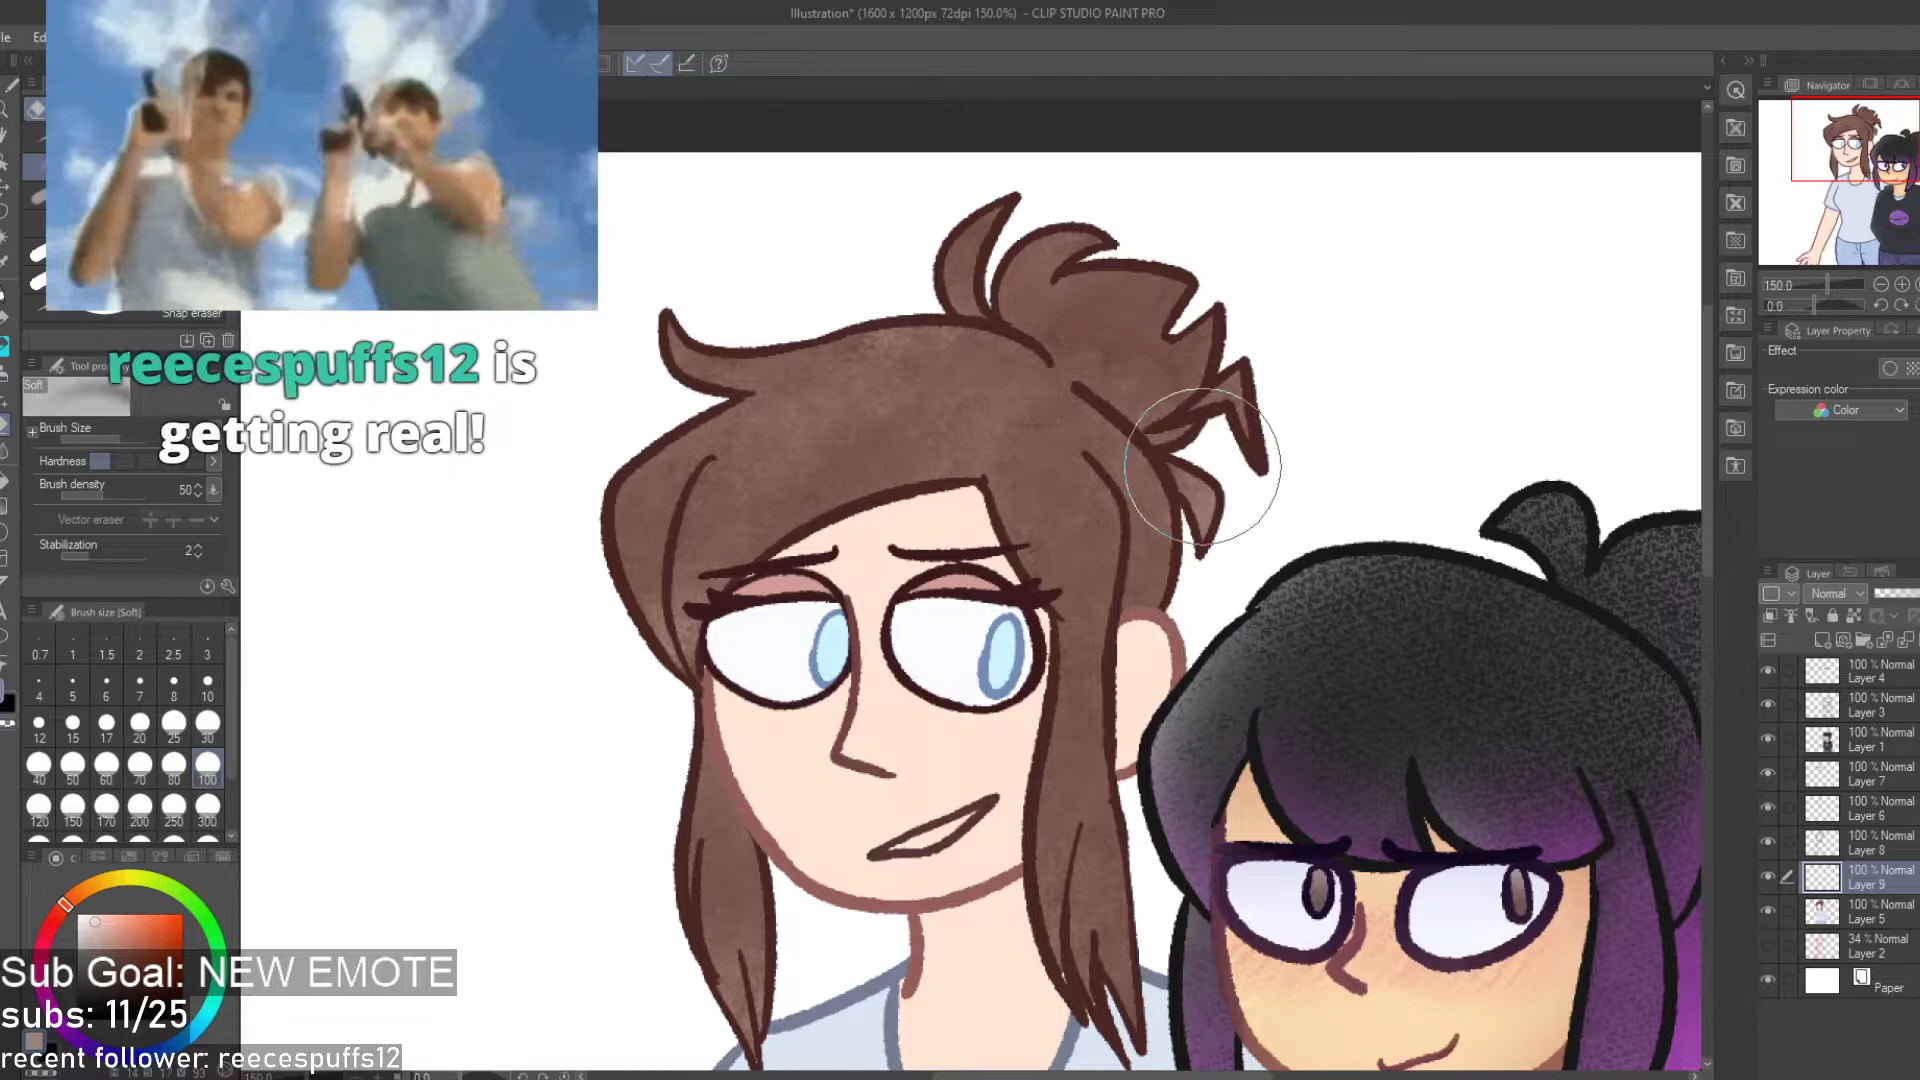 Illustration* (1600 x 1200px 72dpi 150.0%) - CLIP STUDIO PAINT PRO
Snap eraser
Tool
Soft
reecespuffs12 is
getting real!
Brush Size
Hardness
Brush density 50
Vector eraser
Stabilization 2
Brush size [Soft]
0.7 1 1.5 2 2.5 3
4 5 6 7 8 10
12 15 17 20 25 30
40 50 60 70 80 100
120 150 170 200 250 300
Sub Goal: NEW EMOTE
subs: 11/25
recent follower: reecespuffs12
Navigator
150.0
0.0
Layer Property
Effect
Expression color
Color
Layer
Normal
100 % Normal
Layer 4
100 % Normal
Layer 3
100 % Normal
Layer 1
100 % Normal
Layer 7
100 % Normal
Layer 6
100 % Normal
Layer 8
100 % Normal
Layer 9
100 % Normal
Layer 5
34 % Normal
Layer 2
Paper